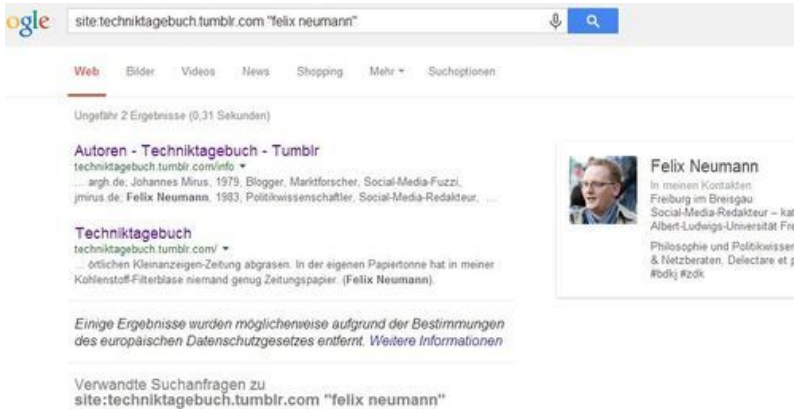 ogle site:techniktagebuch.tumblr.com "felix neumann"
Web Bilder Videos News Shopping Mehr Suchoptionen
Ungefähr 2 Ergebnisse (0,31 Sekunden)
Autoren - Techniktagebuch - Tumblr
techniktagebuch.tumblr.com/info
... argh.de; Johannes Mirus, 1979, Blogger, Marktforscher, Social-Media-Fuzzi,
jmirus.de; Felix Neumann, 1983, Politikwissenschaftler, Social-Media-Redakteur, ...
Techniktagebuch
techniktagebuch.tumblr.com/
... örtlichen Kleinanzeigen-Zeitung abgrasen. In der eigenen Papiertonne hat in meiner
Kohlenstoff-Filterblase niemand genug Zeitungspapier. (Felix Neumann).
Einige Ergebnisse wurden möglicherweise aufgrund der Bestimmungen
des europäischen Datenschutzgesetzes entfernt. Weitere Informationen
Verwandte Suchanfragen zu
site:techniktagebuch.tumblr.com "felix neumann"
Felix Neumann
In meinen Kontakten
Freiburg im Breisgau
Social-Media-Redakteur – kat
Albert-Ludwigs-Universität Fre
Philosophie und Politikwissen
& Netzberaten. Delectare et p
#bdkj #zdk